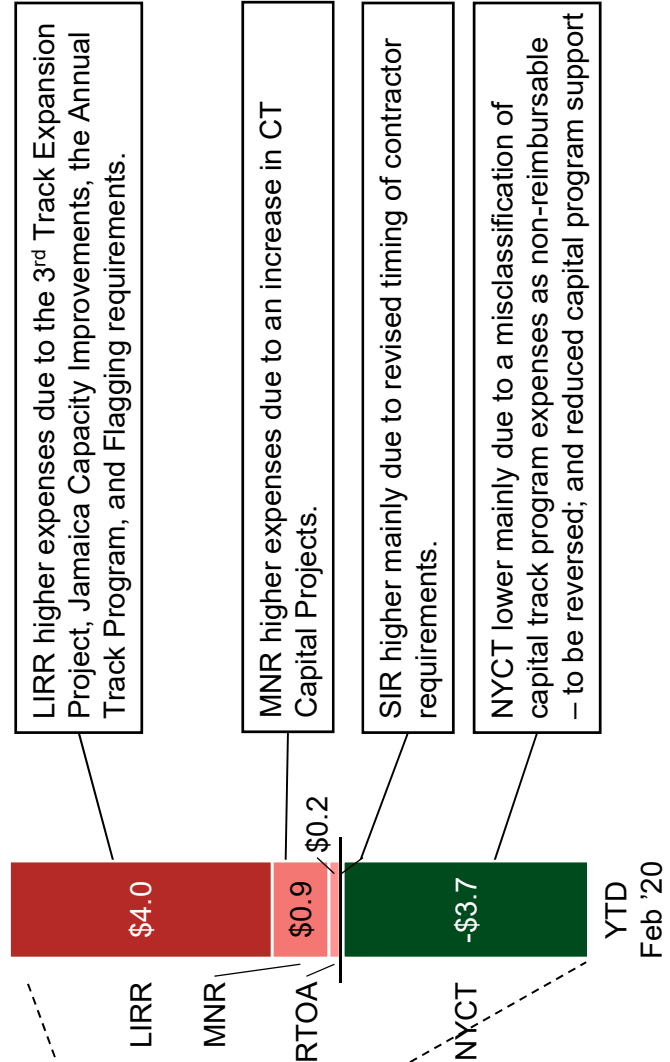 LIRR higher expenses due to the 3rd Track Expansion
Project, Jamaica Capacity Improvements, the Annual
Track Program, and Flagging requirements.
MNR higher expenses due to an increase in CT
Capital Projects.
SIR higher mainly due to revised timing of contractor
requirements.
NYCT lower mainly due to a misclassification of
capital track program expenses as non-reimbursable
– to be reversed; and reduced capital program support
LIRR
$4.0
MNR
$0.9
RTOA
$0.2
NYCT
-$3.7
YTD
Feb ’20